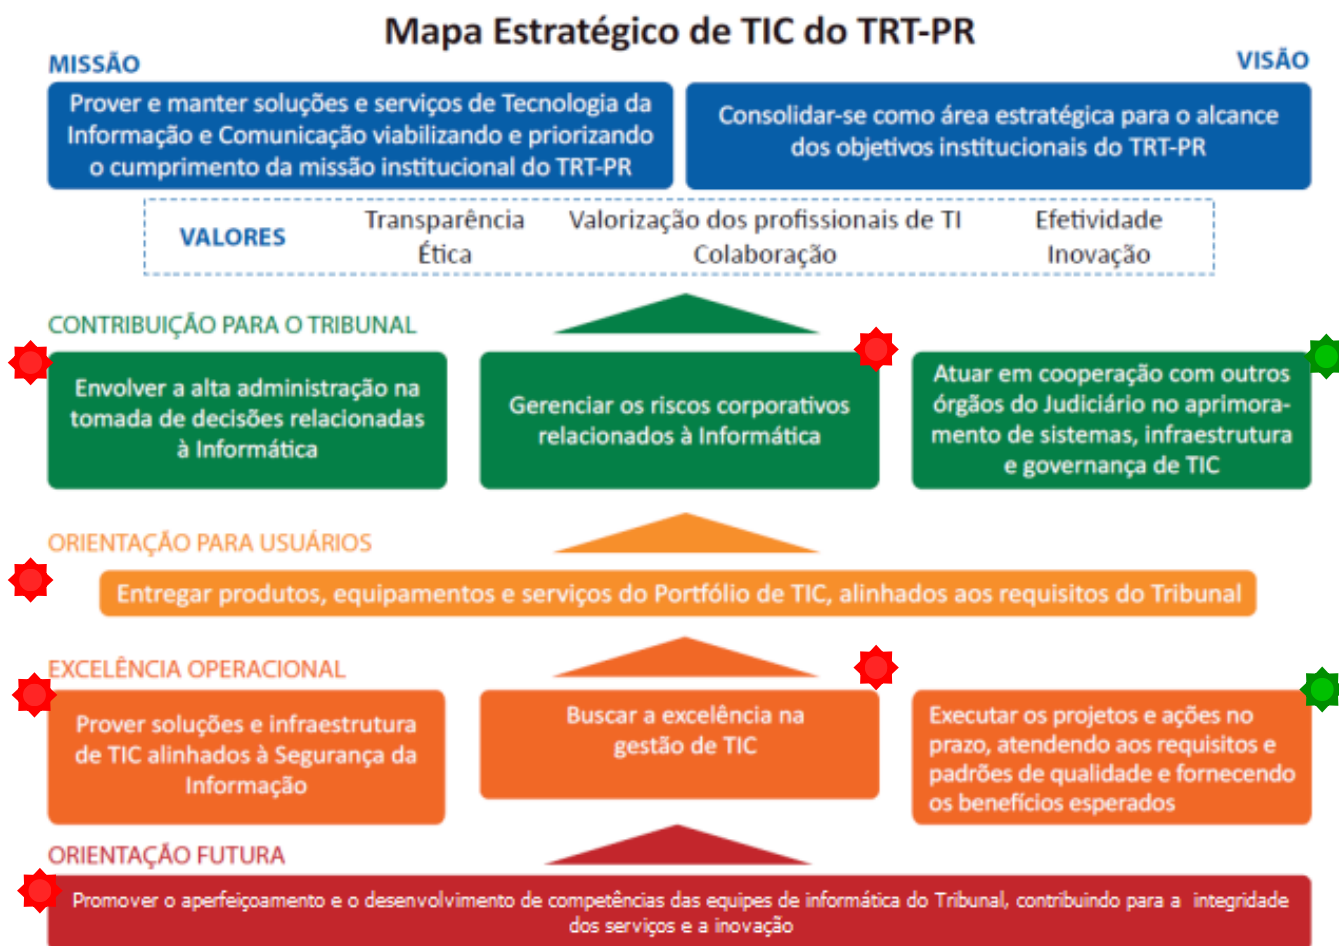 Mapa Estratégico de TIC do TRT-PR
MISSÃO
VISÃO
Prover e manter soluções e serviços de Tecnologia da
Informação e Comunicação viabilizando e priorizando
o cumprimento da missão institucional do TRT-PR
Consolidar-se como área estratégica para o alcance
dos objetivos institucionais do TRT-PR
VALORES
Transparência
Ética
Valorização dos profissionais de TI
Colaboração
Efetividade
Inovação
CONTRIBUIÇÃO PARA O TRIBUNAL
Envolver a alta administração na
tomada de decisões relacionadas
à Informática
Gerenciar os riscos corporativos
relacionados à Informática
Atuar em cooperação com outros
órgãos do Judiciário no aprimora-
mento de sistemas, infraestrutura
e governança de TIC
ORIENTAÇÃO PARA USUÁRIOS
Entregar produtos, equipamentos e serviços do Portfólio de TIC, alinhados aos requisitos do Tribunal
EXCELÊNCIA OPERACIONAL
Prover soluções e infraestrutura
de TIC alinhados à Segurança da
Informação
Buscar a excelência na
gestão de TIC
Executar os projetos e ações no
prazo, atendendo aos requisitos e
padrões de qualidade e fornecendo
os benefícios esperados
ORIENTAÇÃO FUTURA
Promover o aperfeiçoamento e o desenvolvimento de competências das equipes de informática do Tribunal, contribuindo para a integridade
dos serviços e a inovação